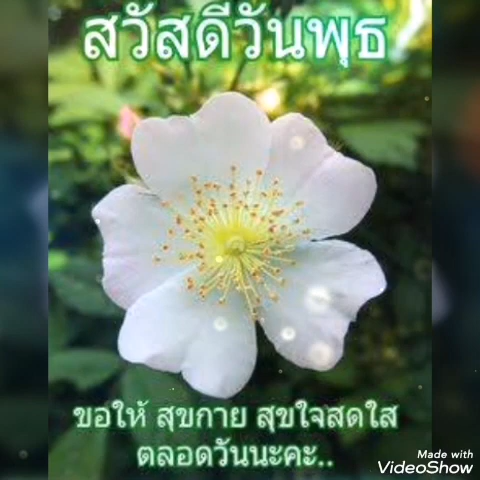 สวัสดีวันพุธ
ขอให้ สุขกาย สุขใจสดใส
ตลอดวันนะคะ..
Made with
VideoShow